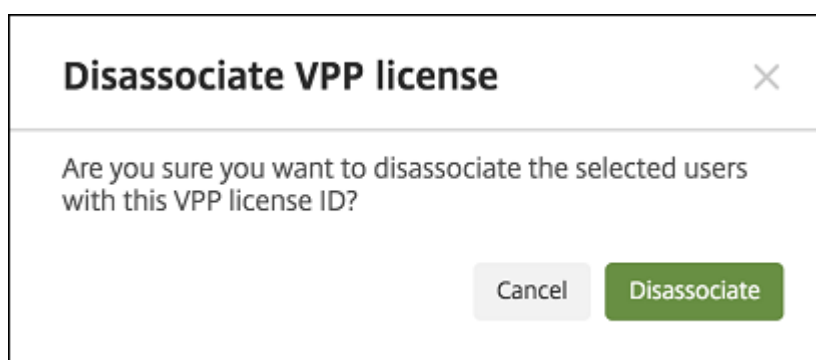 Disassociate VPP license
Are you sure you want to disassociate the selected users
with this VPP license ID?
Cancel
Disassociate